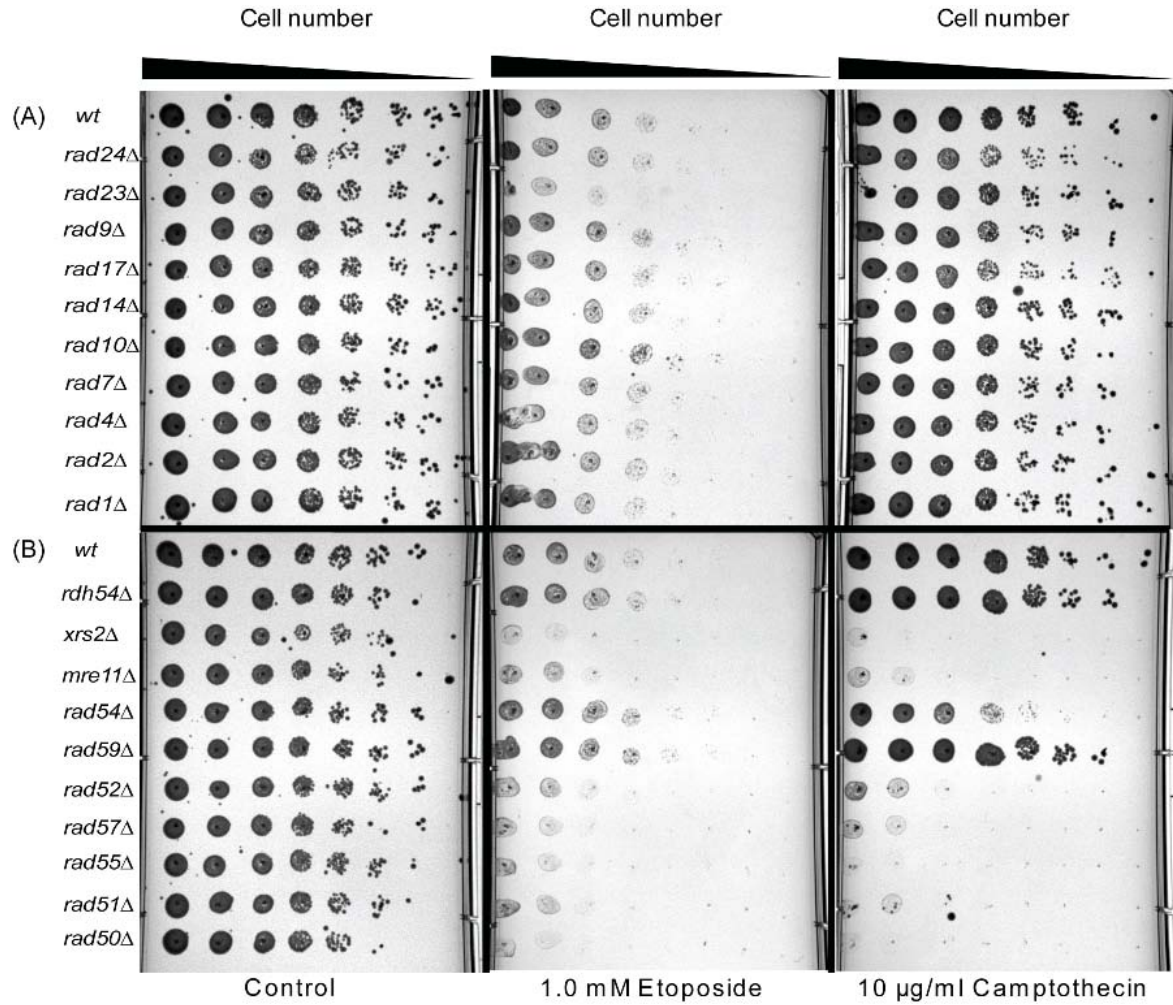 Cell number Cell number Cell number
(A) wt
rad24Δ
rad23Δ
rad9Δ
rad17Δ
rad14Δ
rad10Δ
rad7Δ
rad4Δ
rad2Δ
rad1Δ
(B) wt
rdh54Δ
xrs2Δ
mre11Δ
rad54Δ
rad59Δ
rad52Δ
rad57Δ
rad55Δ
rad51Δ
rad50Δ
Control 1.0 mM Etoposide 10 µg/ml Camptothecin